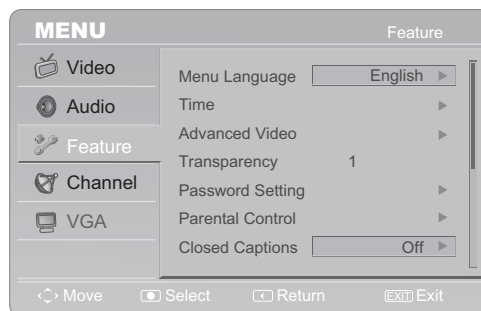 MENU Feature
Video
Audio
Feature
Channel
VGA
Menu Language English
Time
Advanced Video
Transparency 1
Password Setting
Parental Control
Closed Captions Off
Move Select Return EXIT Exit